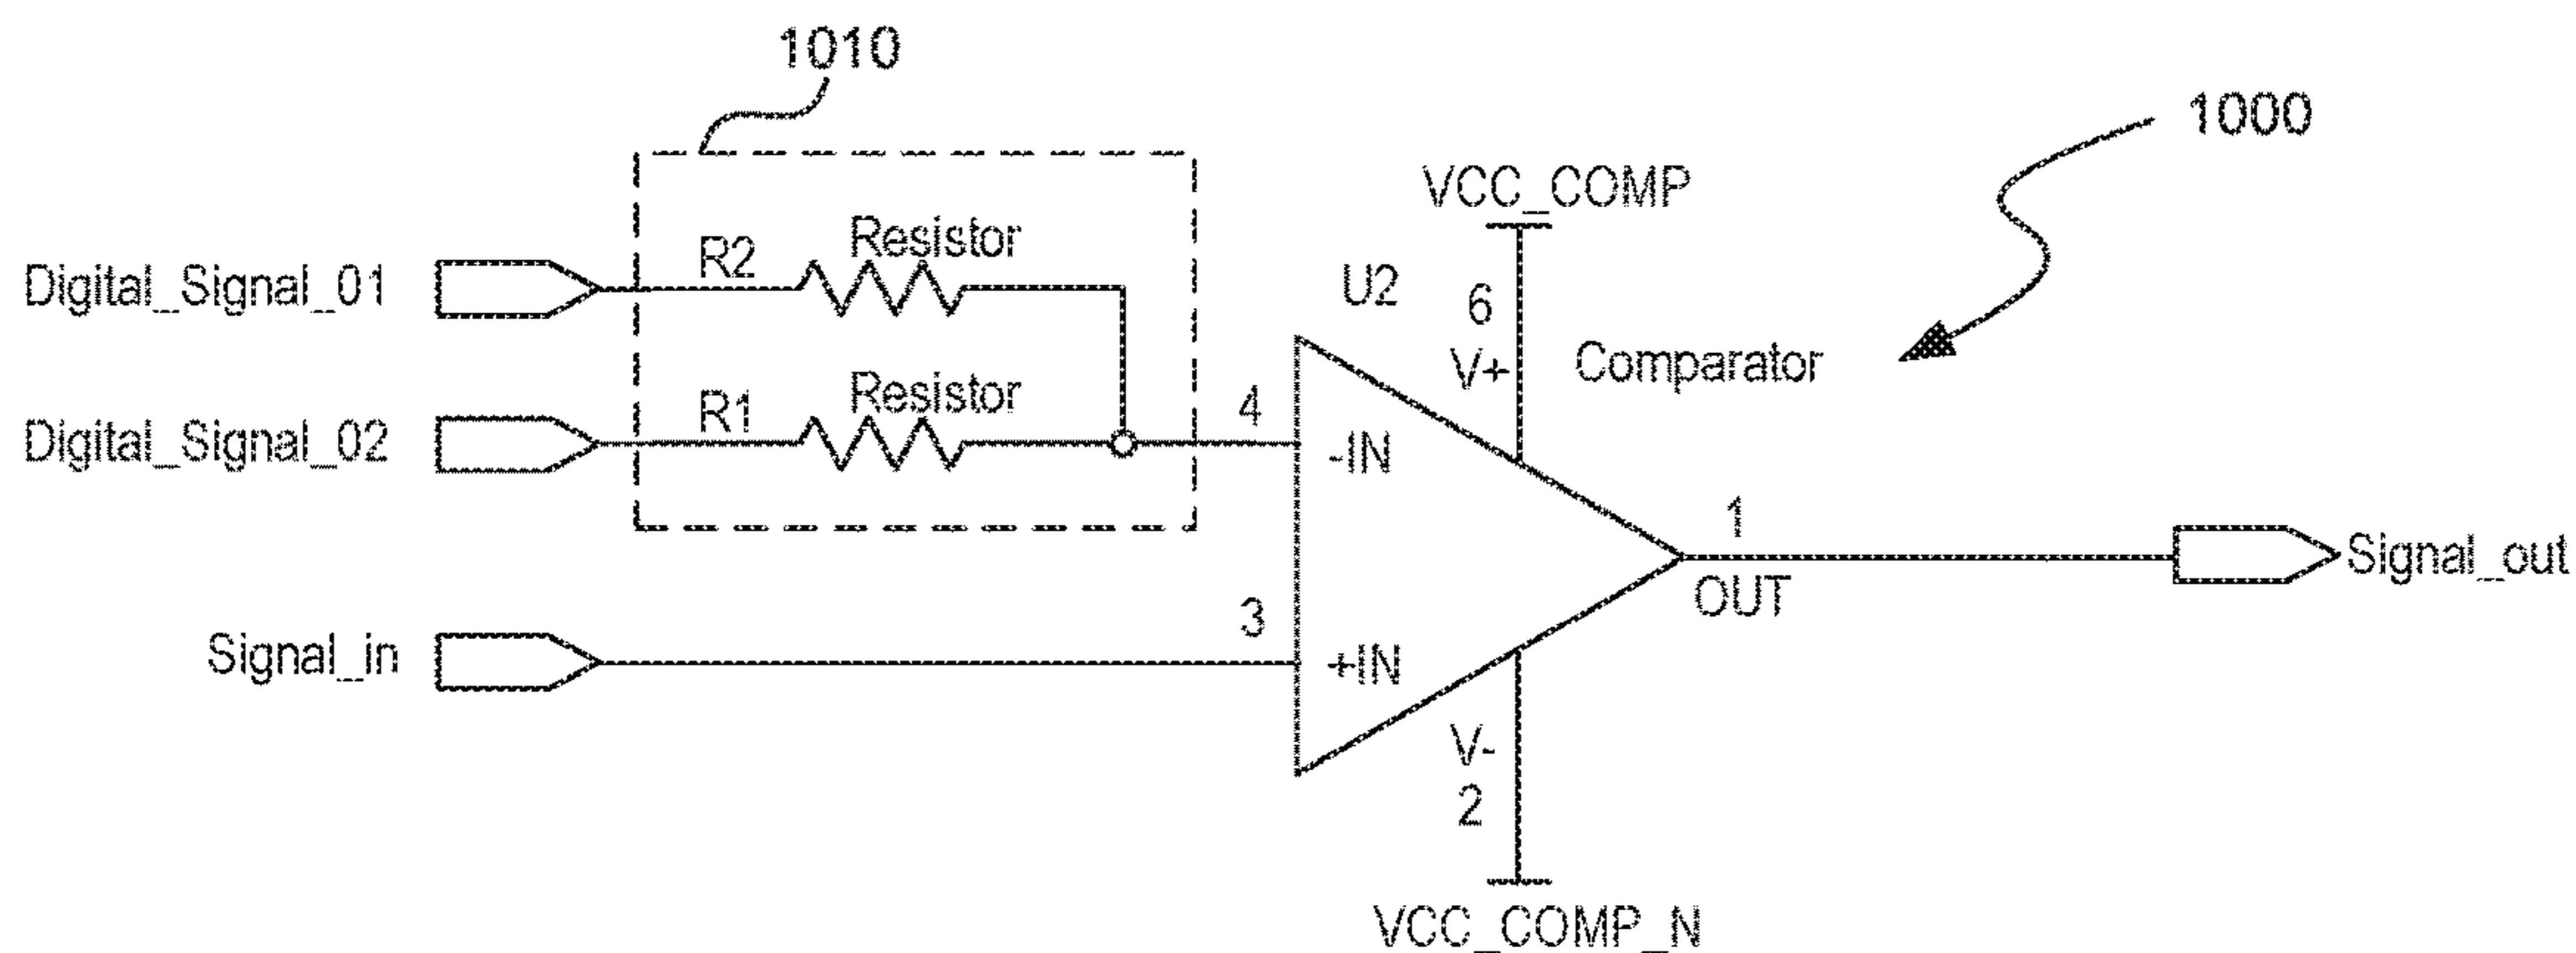 1010
1000
VCC_COMP
Digital_Signal_01
R2
Resistor
U2
6
V+
Comparator
Digital_Signal_02
R1
Resistor
4
-IN
1
OUT
Signal_out
Signal_in
3
+IN
V-
2
VCC_COMP_N